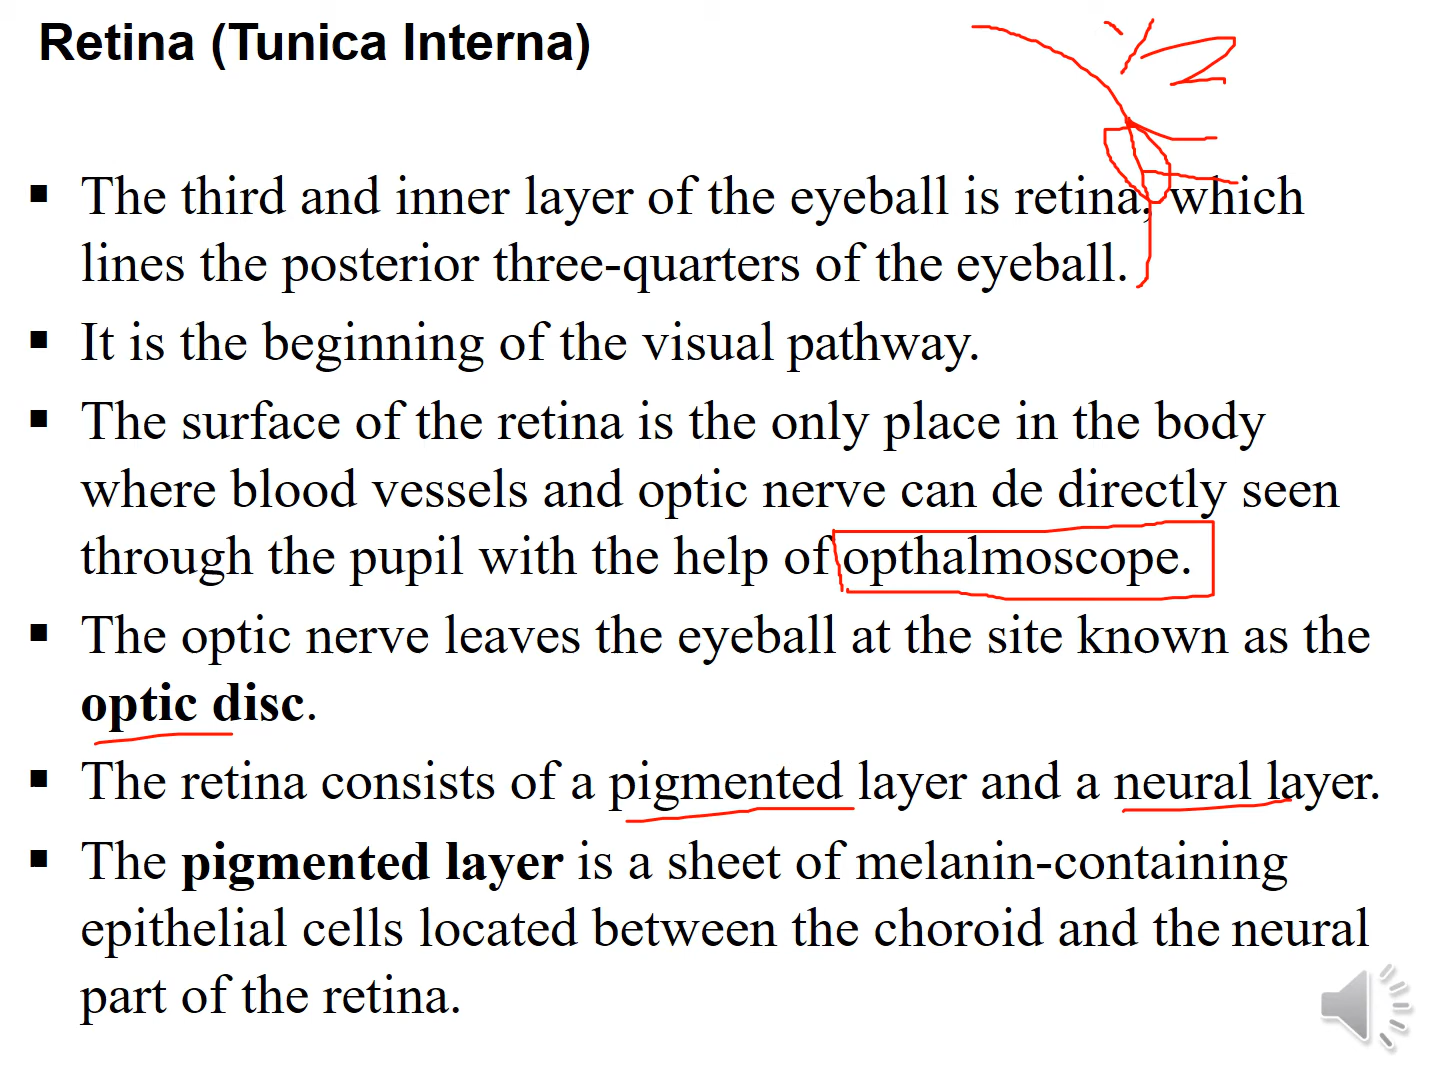 Retina (Tunica Interna)
▪ The third and inner layer of the eyeball is retina, which
lines the posterior three-quarters of the eyeball.
▪ It is the beginning of the visual pathway.
▪ The surface of the retina is the only place in the body
where blood vessels and optic nerve can de directly seen
through the pupil with the help of opthalmoscope.
▪ The optic nerve leaves the eyeball at the site known as the
optic disc.
▪ The retina consists of a pigmented layer and a neural layer.
▪ The pigmented layer is a sheet of melanin-containing
epithelial cells located between the choroid and the neural
part of the retina.